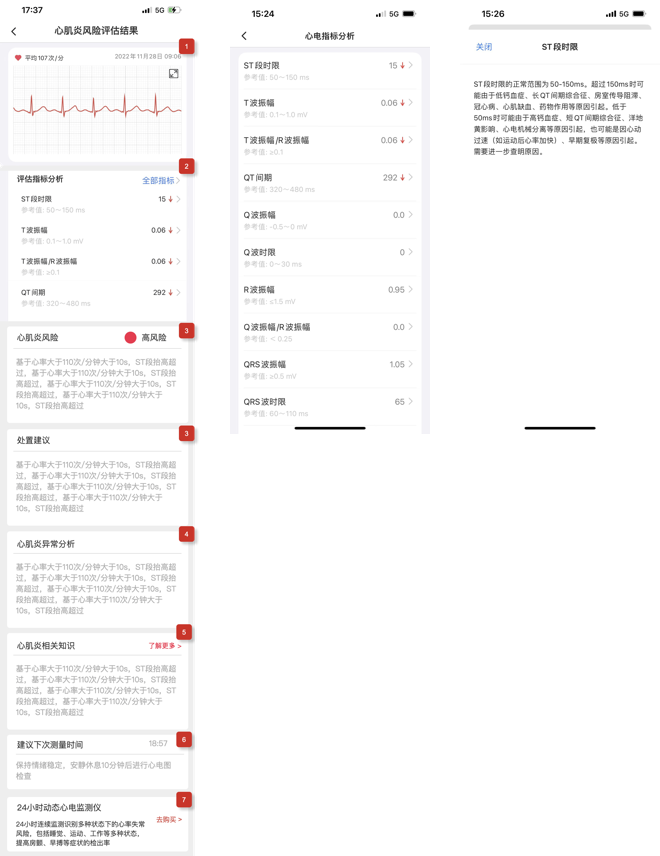 17:37
5G
心肌炎风险评估结果
1
平均107次/分
2022年11月28日 09:06
2
评估指标分析
全部指标
ST段时限
15
参考值: 50~150 ms
T波振幅
0.06
参考值: 0.1~1.0 mV
T波振幅/R波振幅
0.06
参考值: ≥0.1
QT间期
292
参考值: 320~480 ms
3
心肌炎风险
高风险
基于心率大于110次/分钟大于10s，ST段抬高超
过，基于心率大于110次/分钟大于10s，ST段抬
高超过，基于心率大于110次/分钟大于10s，ST
段抬高超过，基于心率大于110次/分钟大于
10s，ST段抬高超过
3
处置建议
基于心率大于110次/分钟大于10s，ST段抬高超
过，基于心率大于110次/分钟大于10s，ST段抬
高超过，基于心率大于110次/分钟大于10s，ST
段抬高超过，基于心率大于110次/分钟大于
10s，ST段抬高超过
4
心肌炎异常分析
基于心率大于110次/分钟大于10s，ST段抬高超
过，基于心率大于110次/分钟大于10s，ST段抬
高超过，基于心率大于110次/分钟大于10s，ST
段抬高超过，基于心率大于110次/分钟大于
10s，ST段抬高超过
5
心肌炎相关知识
了解更多 >
基于心率大于110次/分钟大于10s，ST段抬高超
过，基于心率大于110次/分钟大于10s，ST段抬
高超过，基于心率大于110次/分钟大于10s，ST
段抬高超过，基于心率大于110次/分钟大于
10s，ST段抬高超过
6
建议下次测量时间
18:57
保持情绪稳定，安静休息10分钟后进行心电图
检查
7
24小时动态心电监测仪
去购买 >
24小时连续监测识别多种状态下的心率失常
风险，包括睡觉、运动、工作等多种状态，
提高房颤，早搏等症状的检出率
15:24
5G
心电指标分析
ST段时限
15
参考值: 50~150 ms
T波振幅
0.06
参考值: 0.1~1.0 mV
T波振幅/R波振幅
0.06
参考值: ≥0.1
QT间期
292
参考值: 320~480 ms
Q波振幅
0.0
参考值: -0.5~0 mV
Q波时限
0
参考值: 0~30 ms
R波振幅
0.95
参考值: ≤1.5 mV
Q波振幅/R波振幅
0.0
参考值: < 0.25
QRS波振幅
1.05
参考值: ≥0.5 mV
QRS波时限
65
参考值: 60~110 ms
15:26
5G
关闭
ST段时限
ST段时限的正常范围为50-150ms。超过150ms时可
能由于低钙血症、长QT间期综合征、房室传导阻滞、
冠心病、心肌缺血、药物作用等原因引起。低于
50ms时可能由于高钙血症、短QT间期综合征、洋地
黄影响、心电机械分离等原因引起，也可能是因心动
过速（如运动后心率加快）、早期复极等原因引起。
需要进一步查明原因。